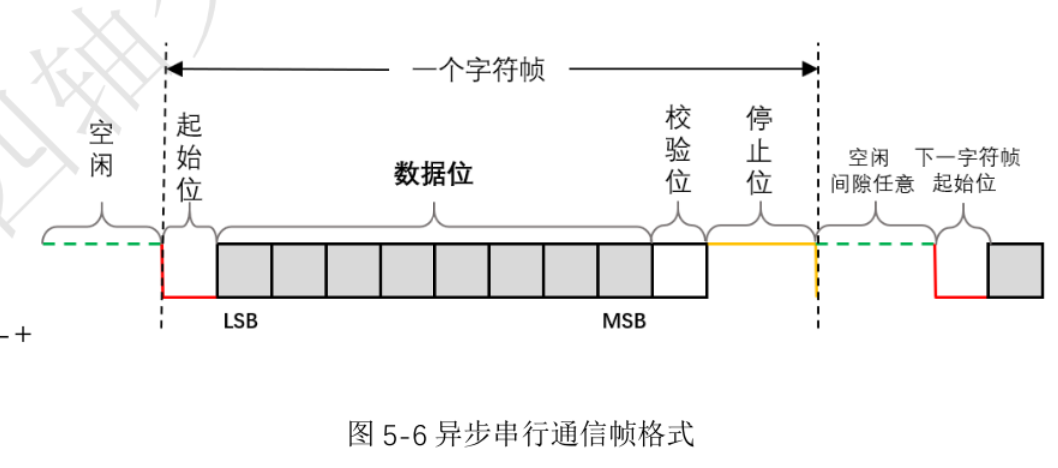 四轴
一个字符帧
空闲
起始位
数据位
校验位
停止位
空闲
间隙任意
下一字符帧
起始位
LSB
MSB
-+
图 5-6 异步串行通信帧格式